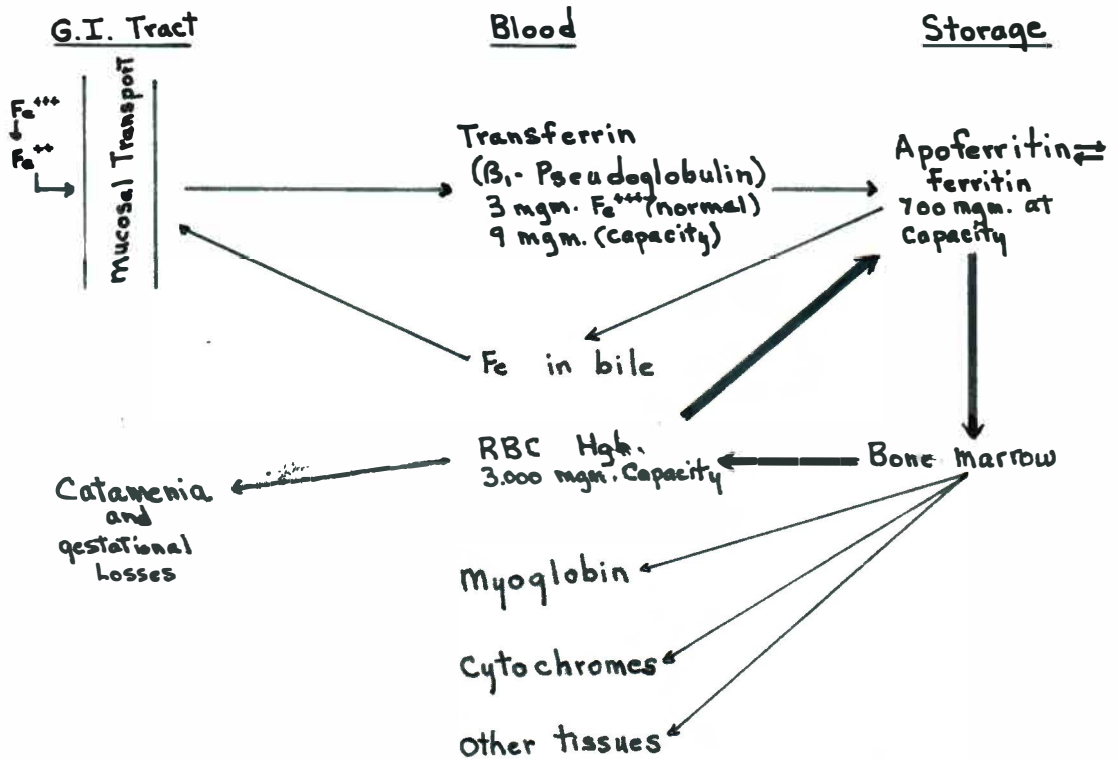 G.I. Tract
Blood
Storage
Fe+++
Fe++
Mucosal Transport
Transferrin
(B1- Pseudoglobulin)
3 mgm. Fe+++ (normal)
9 mgm. (capacity)
Apoferritin ⇌
ferritin
700 mgm. at
Capacity
Fe in bile
RBC Hgb.
3.000 mgm. Capacity
Bone marrow
Catamenia
and
gestational
Losses
Myoglobin
Cytochromes
Other tissues